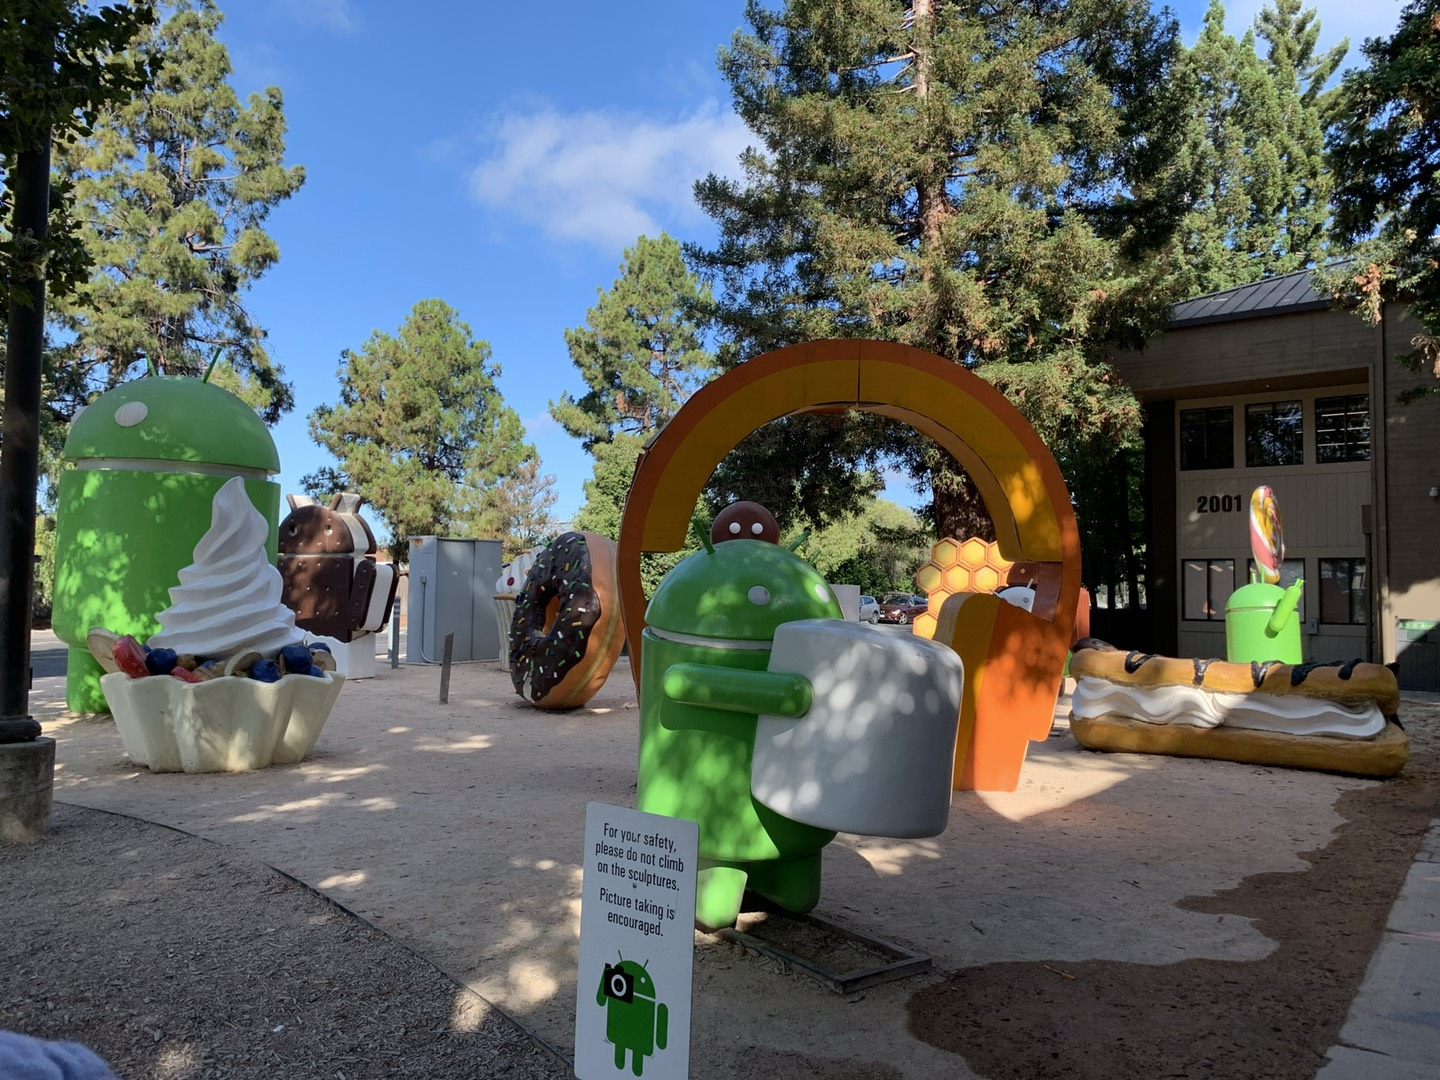 2001
For your safety,
please do not climb
on the sculptures.
Picture taking is
encouraged.